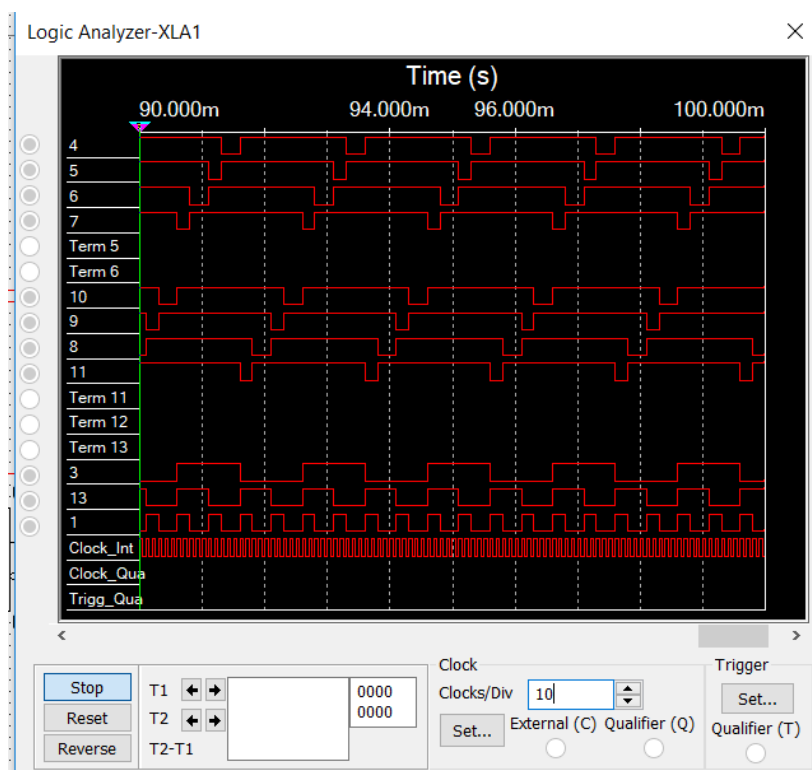 Logic Analyzer-XLA1
Time (s)
90.000m 94.000m 96.000m 100.000m
4
5
6
7
Term 5
Term 6
10
9
8
11
Term 11
Term 12
Term 13
3
13
1
Clock_Int
Clock_Qua
Trigg_Qua
Stop
Reset
Reverse
T1
T2
T2-T1
0000
0000
Clock
Clocks/Div 10
Set... External (C) Qualifier (Q)
Trigger
Set...
Qualifier (T)